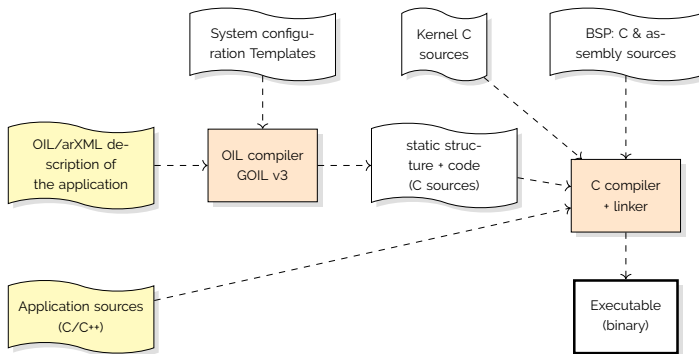 System configu-
ration Templates
Kernel C
sources
BSP: C & as-
sembly sources
OIL/arXML de-
scription of
the application
OIL compiler
GOIL v3
static struc-
ture + code
(C sources)
C compiler
+ linker
Application sources
(C/C++)
Executable
(binary)